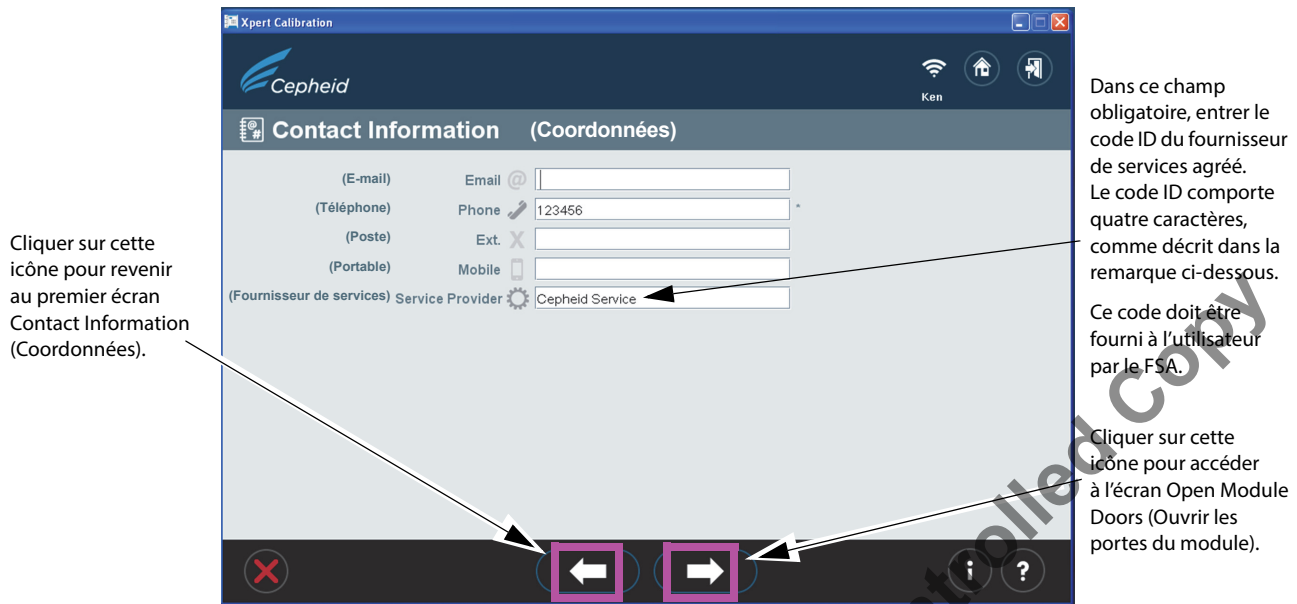 Xpert Calibration
Cepheid
Ken
Contact Information (Coordonnées)
(E-mail) Email @
(Téléphone) Phone 123456 *
(Poste) Ext. X
(Portable) Mobile
(Fournisseur de services) Service Provider Cepheid Service
Cliquer sur cette
icône pour revenir
au premier écran
Contact Information
(Coordonnées).
Dans ce champ
obligatoire, entrer le
code ID du fournisseur
de services agréé.
Le code ID comporte
quatre caractères,
comme décrit dans la
remarque ci-dessous.
Ce code doit être
fourni à l'utilisateur
par le FSA.
Cliquer sur cette
icône pour accéder
à l'écran Open Module
Doors (Ouvrir les
portes du module).
i ?
trolled Copy